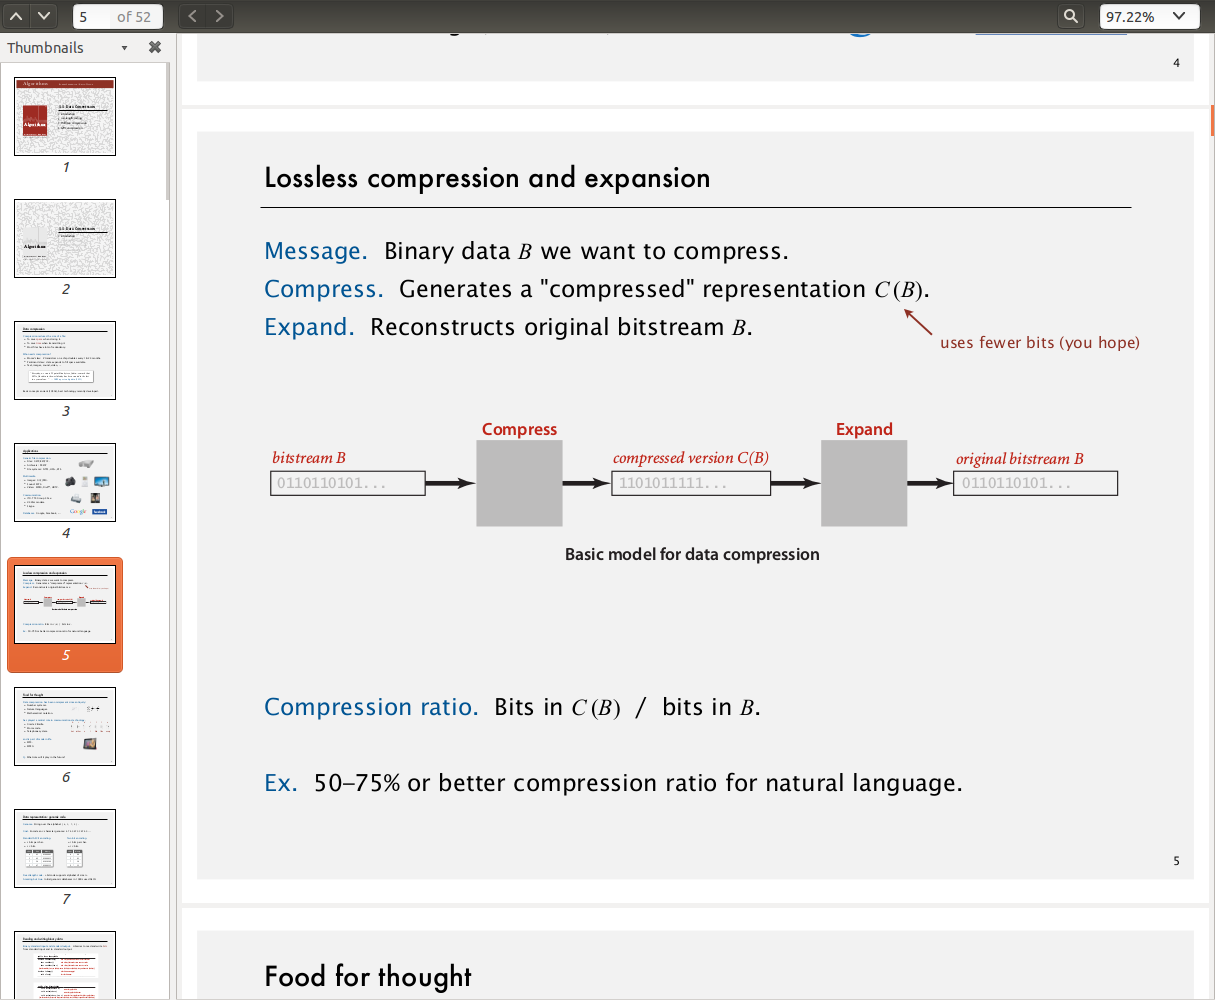 5 of 52
97.22%
Thumbnails
4
1
2
3
4
5
6
7
Lossless compression and expansion
Message. Binary data B we want to compress.
Compress. Generates a "compressed" representation C (B).
Expand. Reconstructs original bitstream B.
uses fewer bits (you hope)
Compress
Expand
bitstream B
compressed version C(B)
original bitstream B
0110110101...
1101011111...
0110110101...
Basic model for data compression
Compression ratio. Bits in C (B) / bits in B.
Ex. 50–75% or better compression ratio for natural language.
5
Food for thought